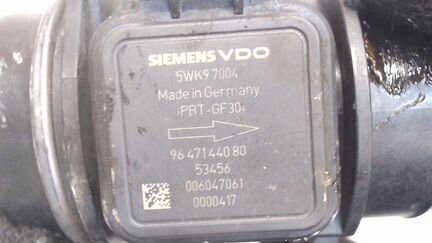 SIEMENS VDO
5WK9 7004
Made in Germany
›PBT-GF30‹
96 471 440 80
53456
006047061
0000417